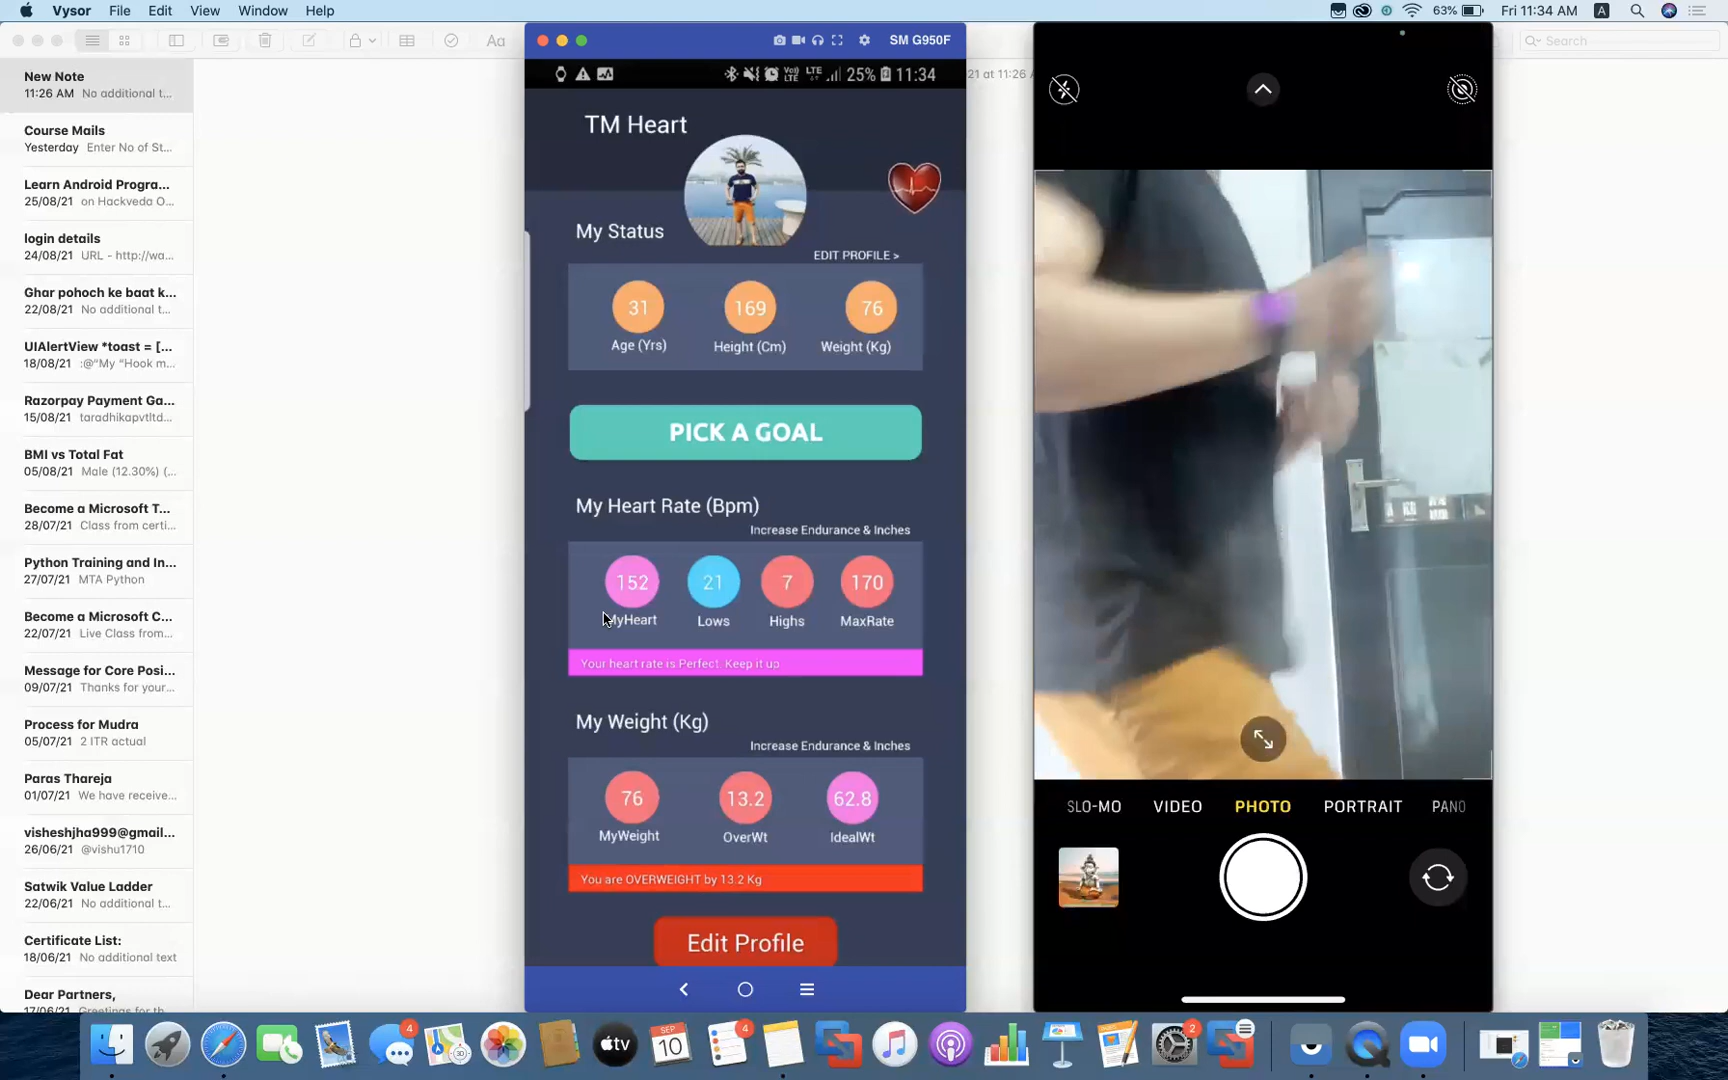 Vysor File Edit View Window Help
63% Fri 11:34 AM
Aa
Search
New Note
11:26 AM No additional t...
Course Mails
Yesterday Enter No of St...
Learn Android Progra...
25/08/21 on Hackveda O...
login details
24/08/21 URL - http://wa...
Ghar pohoch ke baat k...
22/08/21 No additional t...
UIAlertView *toast = [...
18/08/21 :@"My "Hook m...
Razorpay Payment Ga...
15/08/21 taradhikapvtltd...
BMI vs Total Fat
05/08/21 Male (12.30%) (...
Become a Microsoft T...
28/07/21 Class from certi...
Python Training and In...
27/07/21 MTA Python
Become a Microsoft C...
22/07/21 Live Class from...
Message for Core Posi...
09/07/21 Thanks for your...
Process for Mudra
05/07/21 2 ITR actual
Paras Thareja
01/07/21 We have receive...
visheshjha999@gmail...
26/06/21 @vishu1710
Satwik Value Ladder
22/06/21 No additional t...
Certificate List:
18/06/21 No additional text
Dear Partners,
SM G950F
LTE 25% 11:34
21 at 11:26 A
TM Heart
My Status
EDIT PROFILE >
31 169 76
Age (Yrs) Height (Cm) Weight (Kg)
PICK A GOAL
My Heart Rate (Bpm)
Increase Endurance & Inches
152 21 7 170
MyHeart Lows Highs MaxRate
Your heart rate is Perfect. Keep it up
My Weight (Kg)
Increase Endurance & Inches
76 13.2 62.8
MyWeight OverWt IdealWt
You are OVERWEIGHT by 13.2 Kg
Edit Profile
SLO-MO VIDEO PHOTO PORTRAIT PANO
4 tv SEP 10 4 2